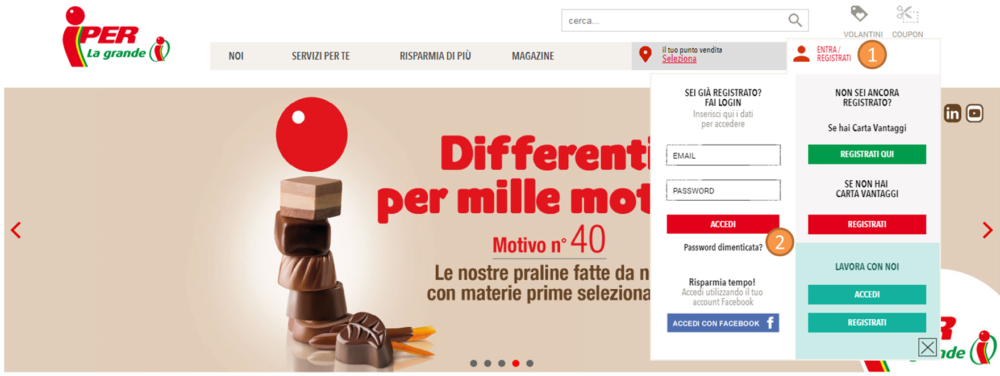 iPER
La grande i
cerca...
VOLANTINI
COUPON
NOI
SERVIZI PER TE
RISPARMIA DI PIÙ
MAGAZINE
il tuo punto vendita
Seleziona
ENTRA /
REGISTRATI
1
SEI GIÀ REGISTRATO?
FAI LOGIN
Inserisci qui i dati
per accedere
EMAIL
PASSWORD
ACCEDI
Password dimenticata?
2
Risparmia tempo!
Accedi utilizzando il tuo
account Facebook
ACCEDI CON FACEBOOK f
NON SEI ANCORA
REGISTRATO?
Se hai Carta Vantaggi
REGISTRATI QUI
SE NON HAI
CARTA VANTAGGI
REGISTRATI
LAVORA CON NOI
ACCEDI
REGISTRATI
in
Differenti
per mille mot
Motivo n° 40
Le nostre praline fatte da n
con materie prime seleziona
R
nde i